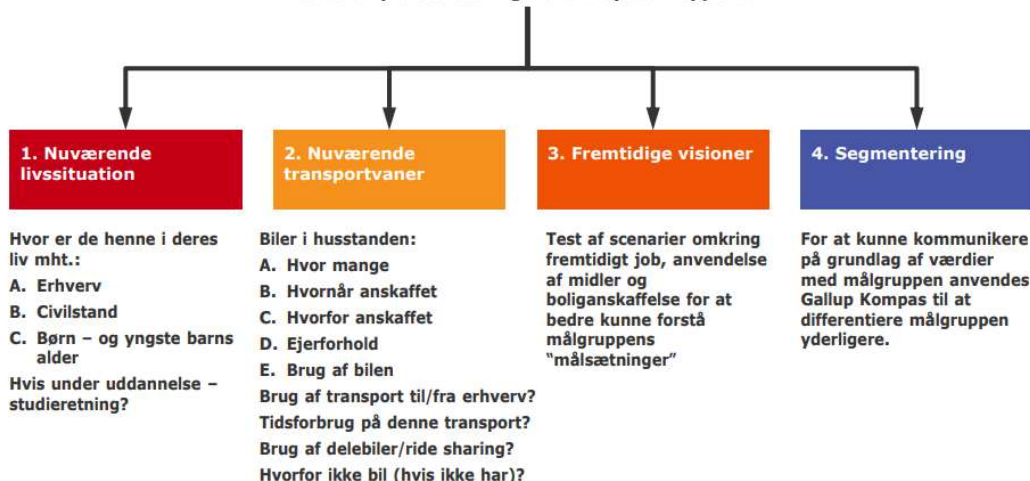 1. Nuværende
livssituation
Hvor er de henne i deres
liv mht.:
A. Erhverv
B. Civilstand
C. Børn – og yngste barns
alder
Hvis under uddannelse –
studieretning?
2. Nuværende
transportvaner
Biler i husstanden:
A. Hvor mange
B. Hvornår anskaffet
C. Hvorfor anskaffet
D. Ejerforhold
E. Brug af bilen
Brug af transport til/fra erhverv?
Tidsforbrug på denne transport?
Brug af delebiler/ride sharing?
Hvorfor ikke bil (hvis ikke har)?
3. Fremtidige visioner
Test af scenarier omkring
fremtidigt job, anvendelse
af midler og
boliganskaffelse for at
bedre kunne forstå
målgruppens
"målsætninger"
4. Segmentering
For at kunne kommunikere
på grundlag af værdier
med målgruppen anvendes
Gallup Kompas til at
differentiere målgruppen
yderligere.